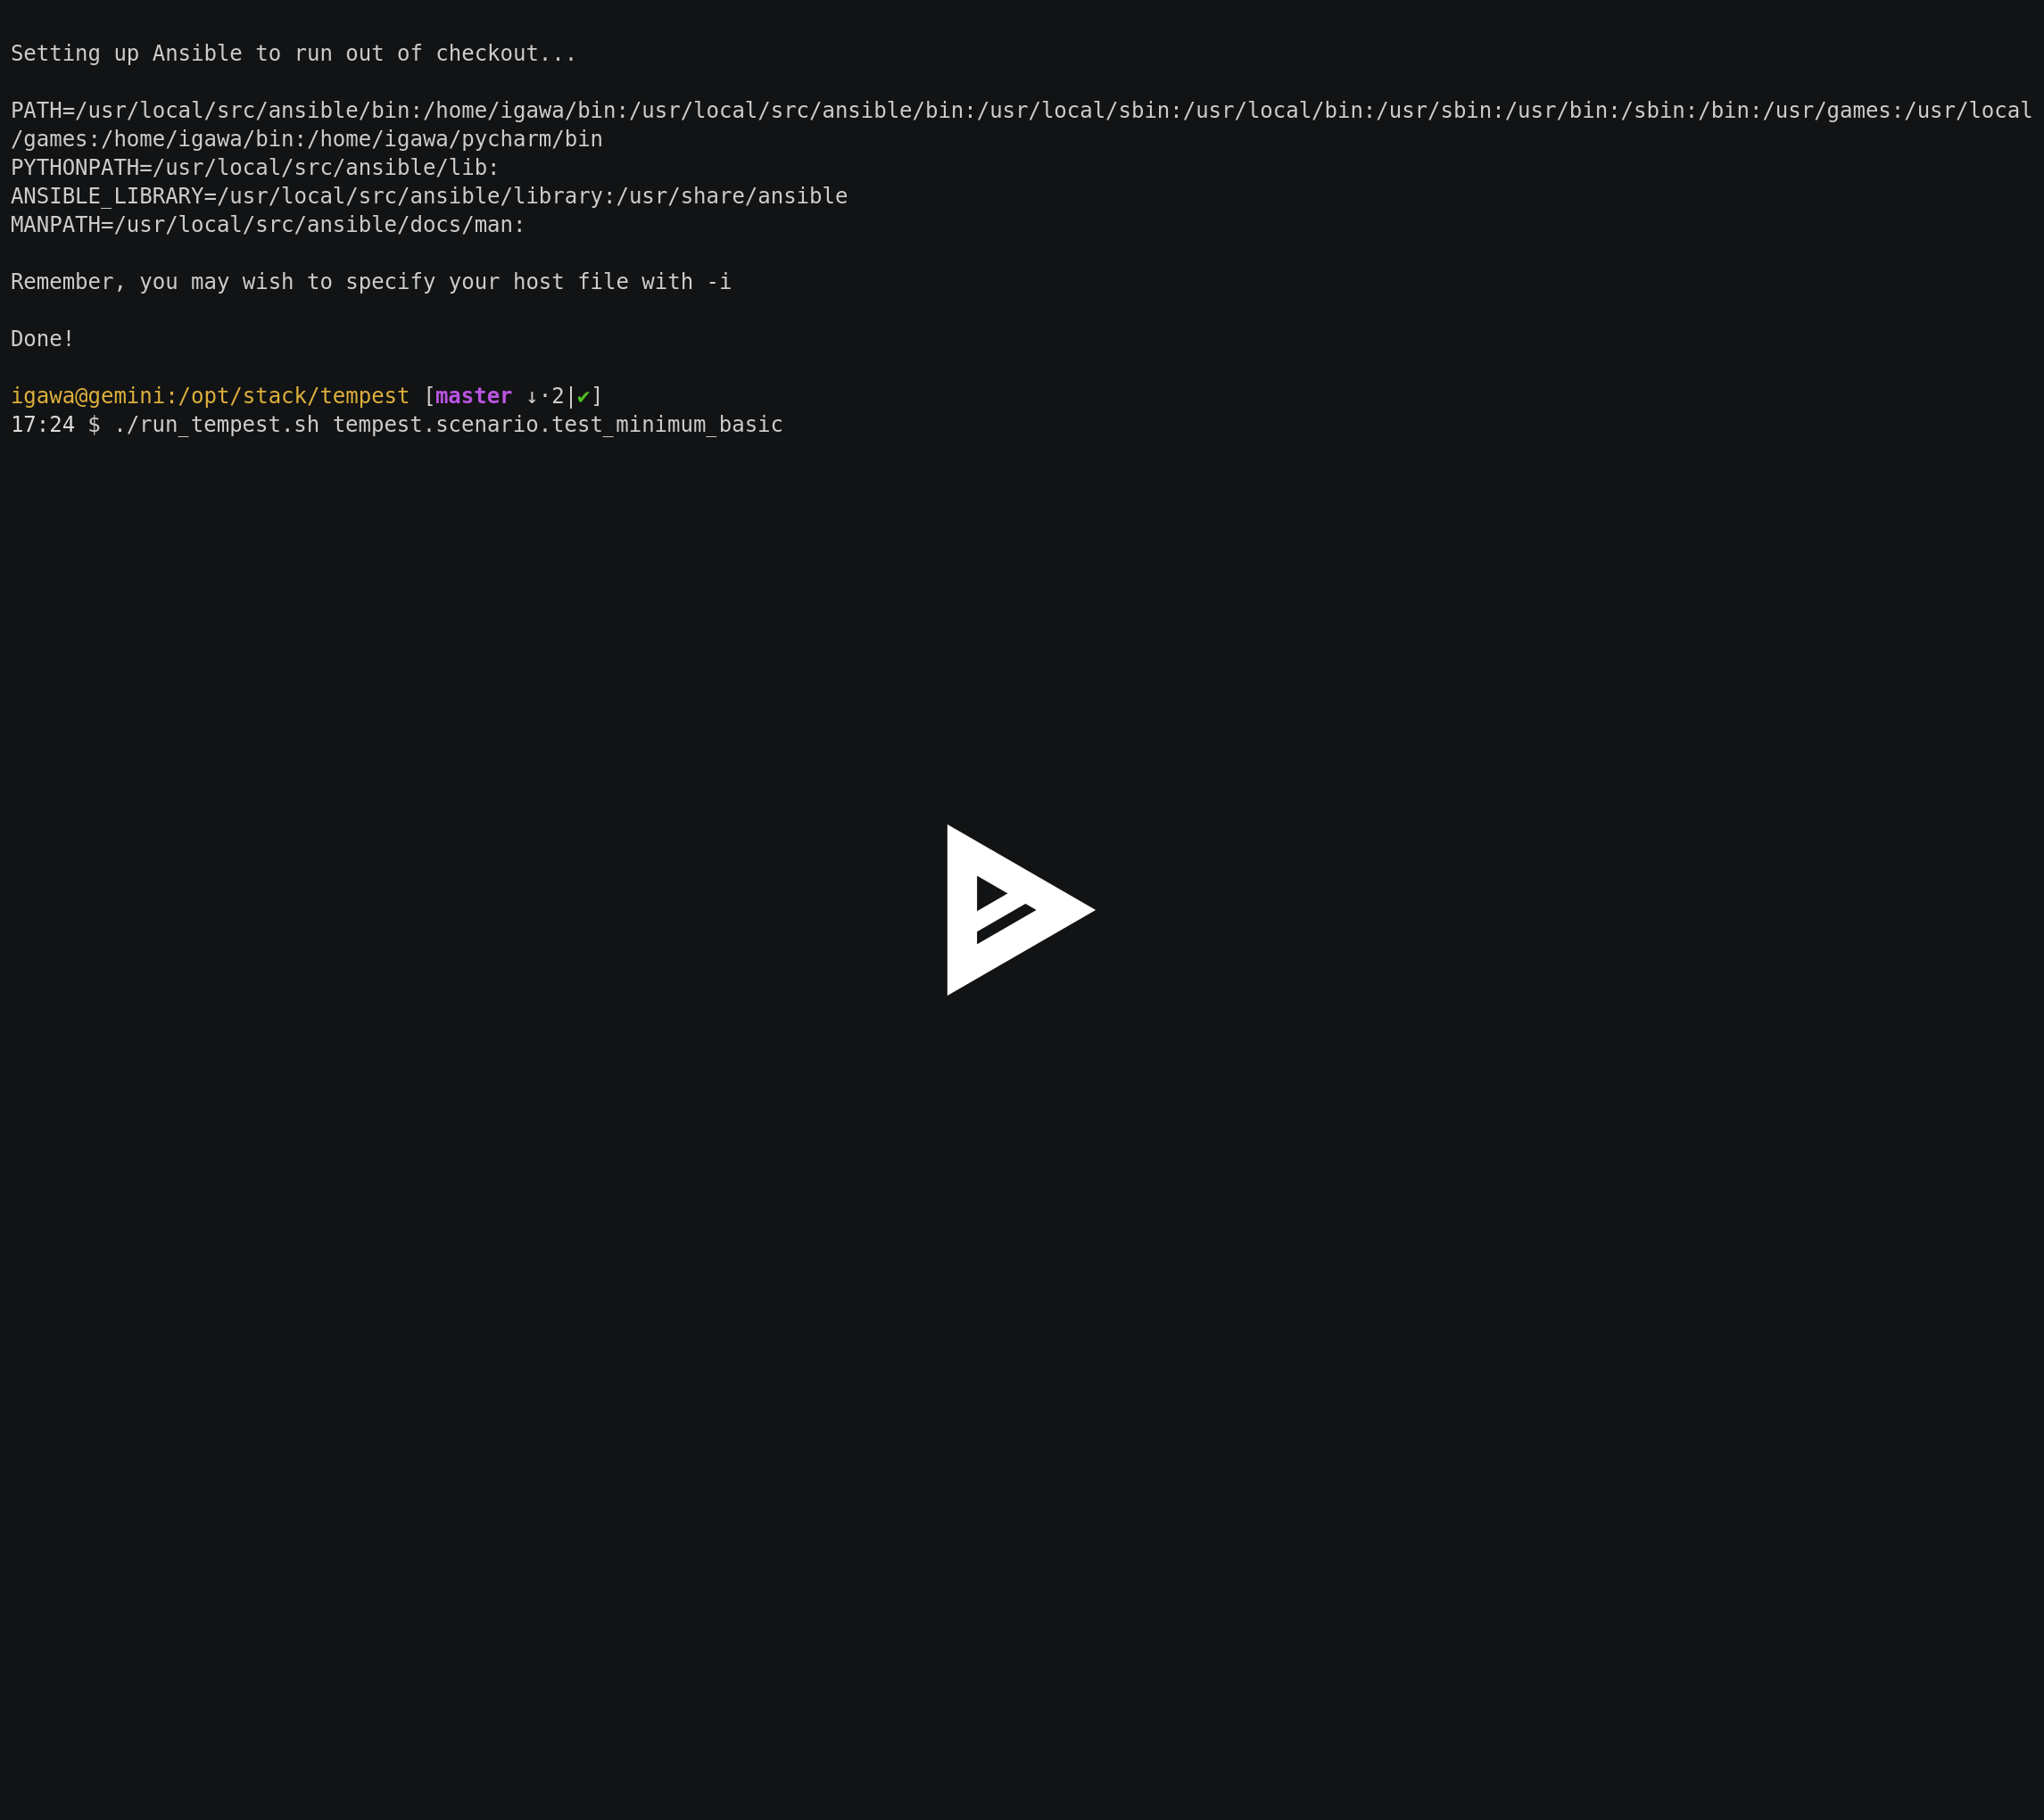 Setting up Ansible to run out of checkout...
PATH=/usr/local/src/ansible/bin:/home/igawa/bin:/usr/local/src/ansible/bin:/usr/local/sbin:/usr/local/bin:/usr/sbin:/usr/bin:/sbin:/bin:/usr/games:/usr/local
/games:/home/igawa/bin:/home/igawa/pycharm/bin
PYTHONPATH=/usr/local/src/ansible/lib:
ANSIBLE_LIBRARY=/usr/local/src/ansible/library:/usr/share/ansible
MANPATH=/usr/local/src/ansible/docs/man:
Remember, you may wish to specify your host file with -i
Done!
igawa@gemini:/opt/stack/tempest [master ↓·2|✔]
17:24 $ ./run_tempest.sh tempest.scenario.test_minimum_basic